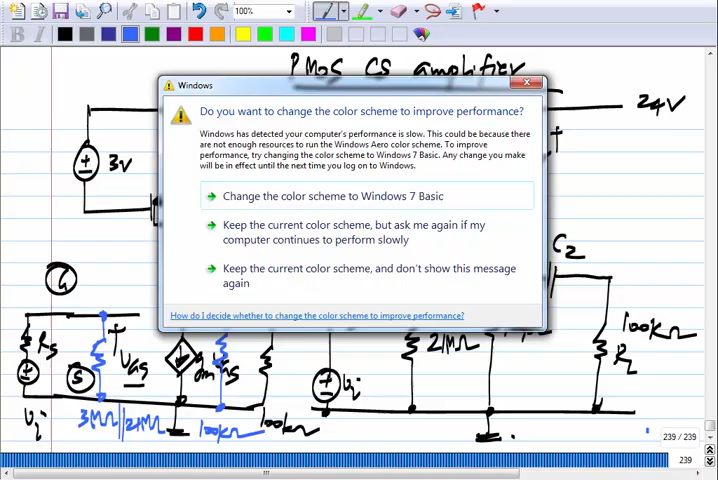 100%
PMOS CS amplifier
24V
3V
Windows
Do you want to change the color scheme to improve performance?
Windows has detected your computer's performance is slow. This could be because there
are not enough resources to run the Windows Aero color scheme. To improve
performance, try changing the color scheme to Windows 7 Basic. Any change you make
will be in effect until the next time you log on to Windows.
Change the color scheme to Windows 7 Basic
Keep the current color scheme, but ask me again if my
computer continues to perform slowly
Keep the current color scheme, and don't show this message
again
How do I decide whether to change the color scheme to improve performance?
C2
G
+
Rs
S
100kΩ
RL
21MΩ
vi
vi
3MΩ||21MΩ
100kΩ
100kΩ
239 / 239
239